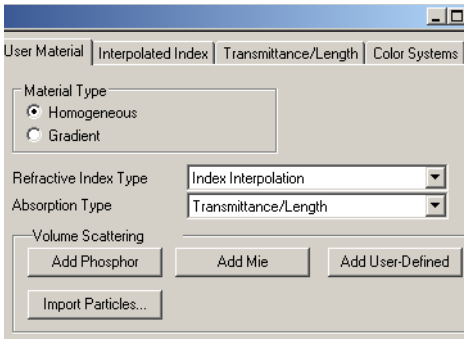 User Material Interpolated Index Transmittance/Length Color Systems
Material Type
Homogeneous
Gradient
Refractive Index Type Index Interpolation
Absorption Type Transmittance/Length
Volume Scattering
Add Phosphor Add Mie Add User-Defined
Import Particles...